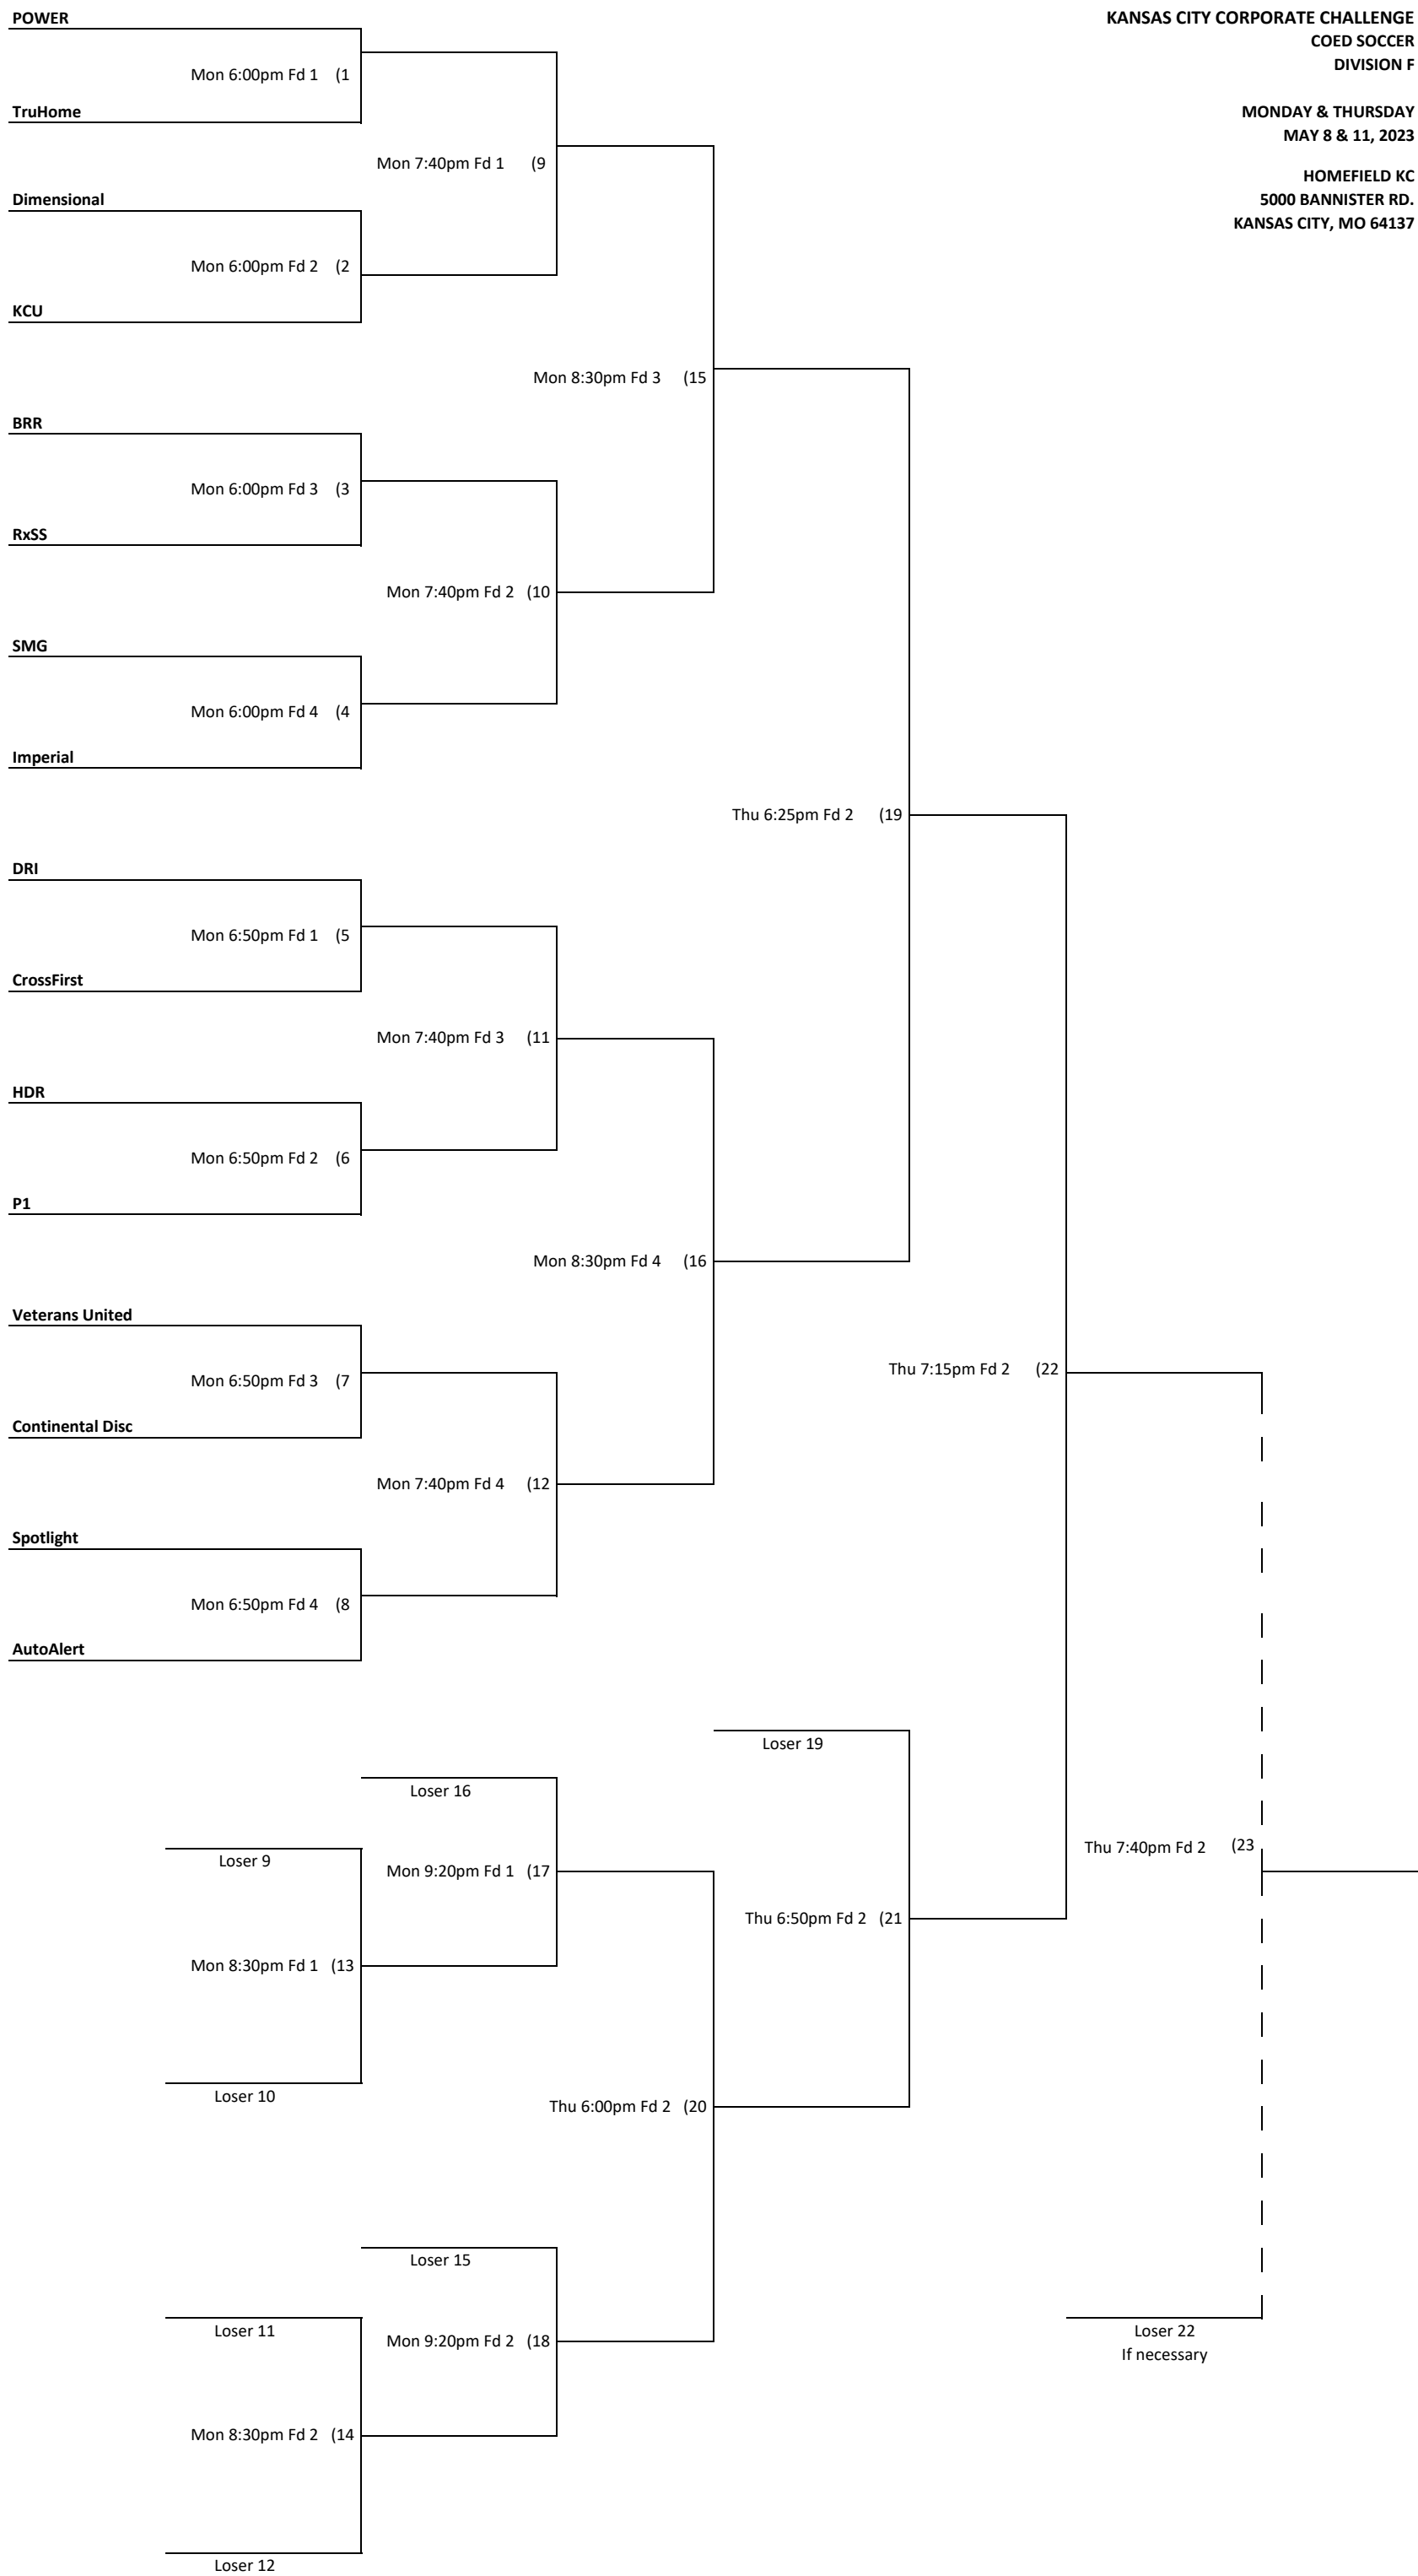 POWER
KANSAS CITY CORPORATE CHALLENGE
COED SOCCER
DIVISION F
MONDAY & THURSDAY
MAY 8 & 11, 2023
HOMEFIELD KC
5000 BANNISTER RD.
KANSAS CITY, MO 64137
Mon 6:00pm Fd 1 (1
TruHome
Mon 7:40pm Fd 1 (9
Dimensional
Mon 6:00pm Fd 2 (2
KCU
Mon 8:30pm Fd 3 (15
BRR
Mon 6:00pm Fd 3 (3
RxSS
Mon 7:40pm Fd 2 (10
SMG
Mon 6:00pm Fd 4 (4
Imperial
Thu 6:25pm Fd 2 (19
DRI
Mon 6:50pm Fd 1 (5
CrossFirst
Mon 7:40pm Fd 3 (11
HDR
Mon 6:50pm Fd 2 (6
P1
Mon 8:30pm Fd 4 (16
Veterans United
Thu 7:15pm Fd 2 (22
Mon 6:50pm Fd 3 (7
Continental Disc
Mon 7:40pm Fd 4 (12
Spotlight
Mon 6:50pm Fd 4 (8
AutoAlert
Loser 19
Loser 16
Thu 7:40pm Fd 2 (23
Loser 9
Mon 9:20pm Fd 1 (17
Thu 6:50pm Fd 2 (21
Mon 8:30pm Fd 1 (13
Loser 10
Thu 6:00pm Fd 2 (20
Loser 15
Loser 11
Mon 9:20pm Fd 2 (18
Loser 22
If necessary
Mon 8:30pm Fd 2 (14
Loser 12